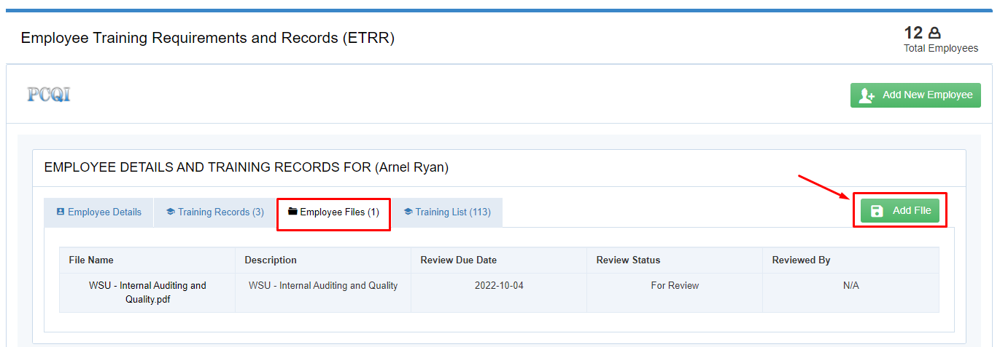 Employee Training Requirements and Records (ETRR)
12
Total Employees
PCQI
Add New Employee
EMPLOYEE DETAILS AND TRAINING RECORDS FOR (Arnel Ryan)
Employee Details
Training Records (3)
Employee Files (1)
Training List (113)
Add FIle
File Name
Description
Review Due Date
Review Status
Reviewed By
WSU - Internal Auditing and
Quality.pdf
WSU - Internal Auditing and Quality
2022-10-04
For Review
N/A